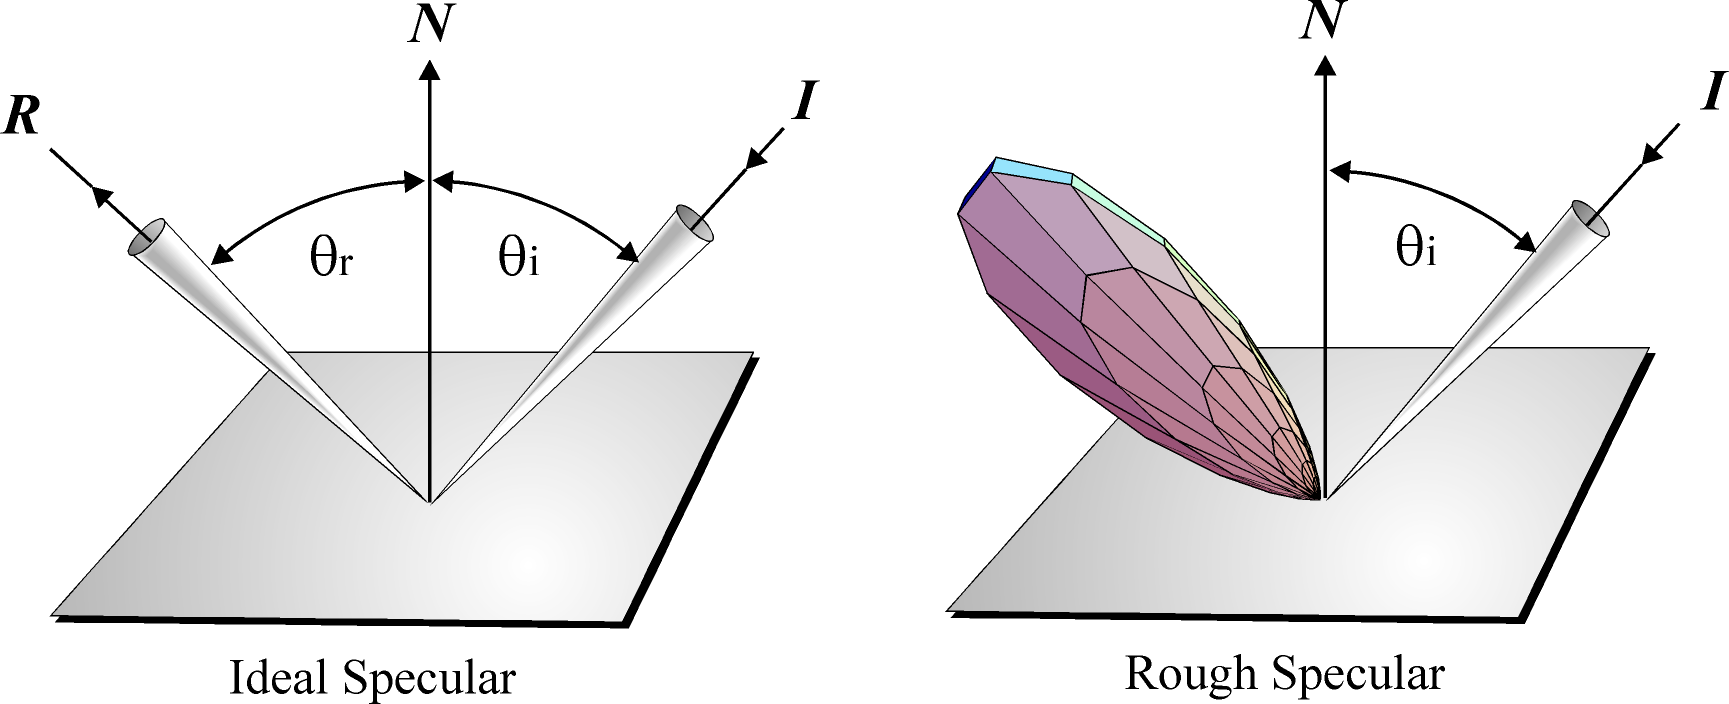 N
R
I
θr
θi
Ideal Specular
N
I
θi
Rough Specular